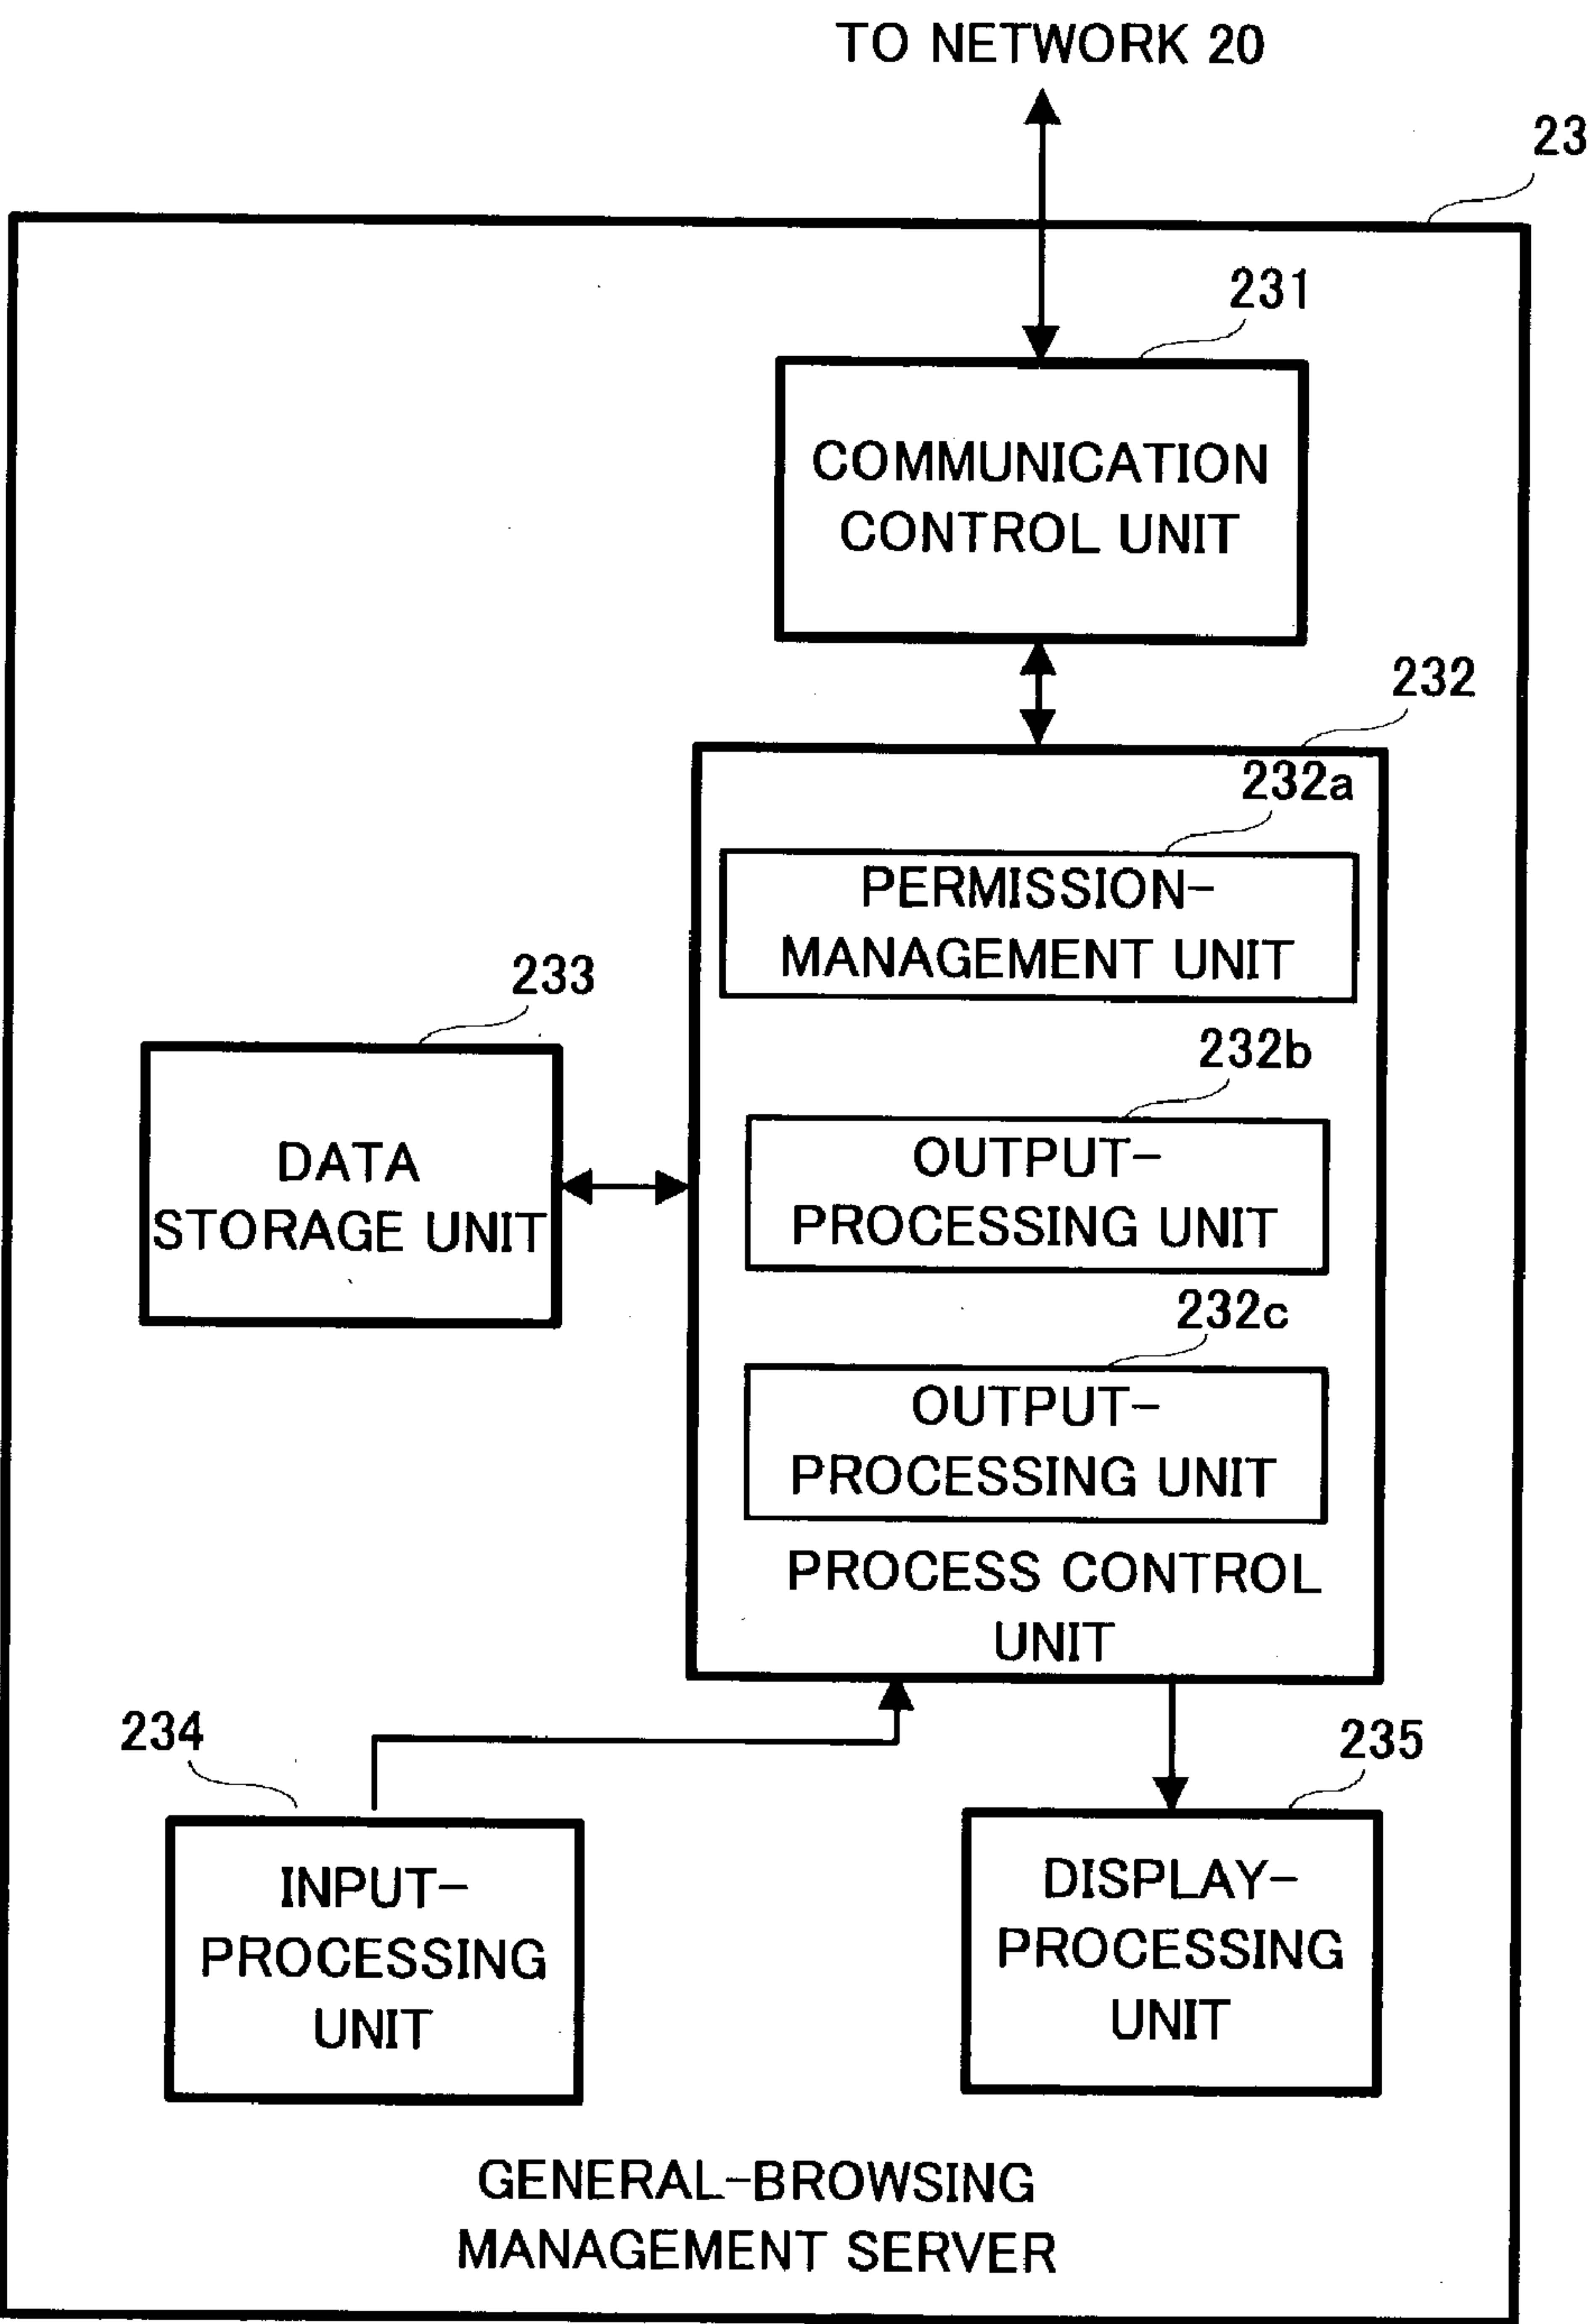 TO NETWORK 20
23
231
COMMUNICATION
CONTROL UNIT
232
232a
PERMISSION-
MANAGEMENT UNIT
233
232b
DATA
STORAGE UNIT
OUTPUT-
PROCESSING UNIT
232c
OUTPUT-
PROCESSING UNIT
PROCESS CONTROL
UNIT
234
235
INPUT-
PROCESSING
UNIT
DISPLAY-
PROCESSING
UNIT
GENERAL-BROWSING
MANAGEMENT SERVER